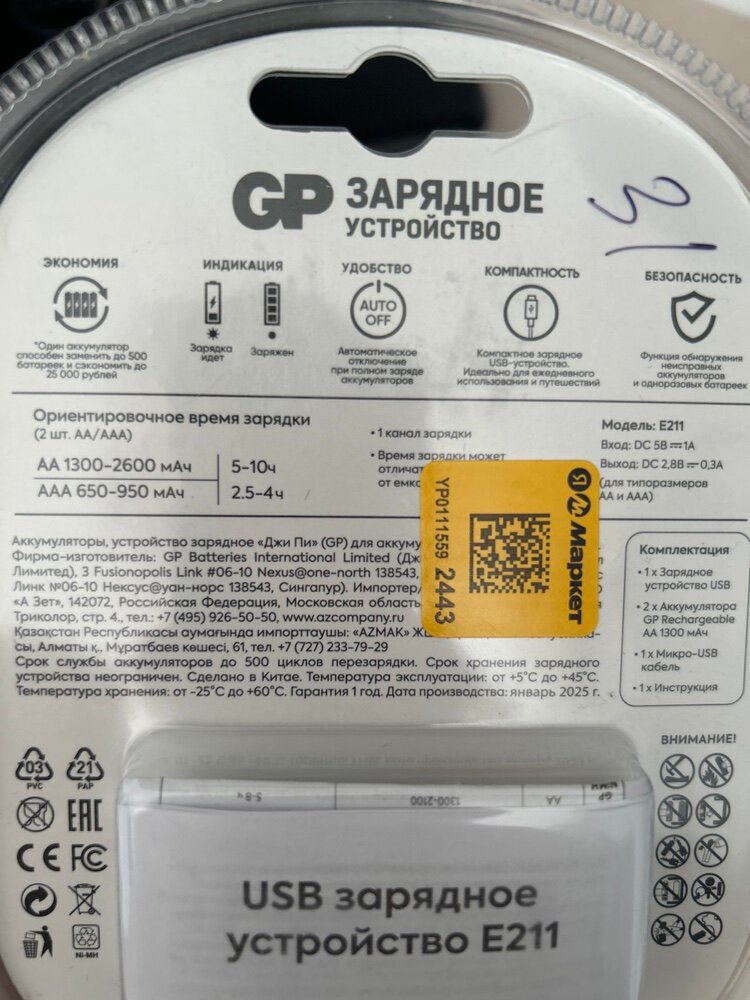 GP ЗАРЯДНОЕ
УСТРОЙСТВО
31
ЭКОНОМИЯ
*Один аккумулятор
способен заменить до 500
батареек и сэкономить до
25 000 рублей
ИНДИКАЦИЯ
Зарядка
идет
Заряжен
УДОБСТВО
AUTO
OFF
Автоматическое
отключение
при полном заряде
аккумуляторов
КОМПАКТНОСТЬ
Компактное зарядное
USB-устройство.
Идеально для ежедневного
использования и путешествий
БЕЗОПАСНОСТЬ
Функция обнаружения
неисправных
аккумуляторов
и одноразовых батареек
Ориентировочное время зарядки
(2 шт. AA/AAA)
AA 1300-2600 мАч 5-10ч
AAA 650-950 мАч 2.5-4ч
• 1 канал зарядки
• Время зарядки может
отличат
от емко
Модель: E211
Вход: DC 5В 1А
Выход: DC 2,8В 0,3А
(для типоразмеров
AA и AAA)
Я М Маркет
YP0111559 2443
Аккумуляторы, устройство зарядное «Джи Пи» (GP) для аккуму
Фирма-изготовитель: GP Batteries International Limited (Дж
Лимитед), 3 Fusionopolis Link #06-10 Nexus@one-north 138543,
Линк №06-10 Нексус@уан-норс 138543, Сингапур). Импортер/
«А Зет», 142072, Российская Федерация, Московская область
Триколор, стр. 4., тел.: +7 (495) 926-50-50, www.azcompany.ru
Қазақстан Республикасы аумағында импорттаушы: «AZMAK» Ж
сы, Алматы қ., Мұратбаев көшесі, 61, тел. +7 (727) 233-79-29
Срок службы аккумуляторов до 500 циклов перезарядки. Срок хранения зарядного
устройства неограничен. Сделано в Китае. Температура эксплуатации: от +5°С до +45°С.
Температура хранения: от -25°С до +60°С. Гарантия 1 год. Дата производства: январь 2025 г.
Комплектация
• 1 x Зарядное
устройство USB
• 2 x Аккумулятора
GP Rechargeable
AA 1300 мАч
• 1 x Микро-USB
кабель
• 1 x Инструкция
ВНИМАНИЕ!
03
PVC
21
PAP
EAC
CE FC
Ni-MH
GP
AA
1300-2100
5-8 ч
USB зарядное
устройство E211